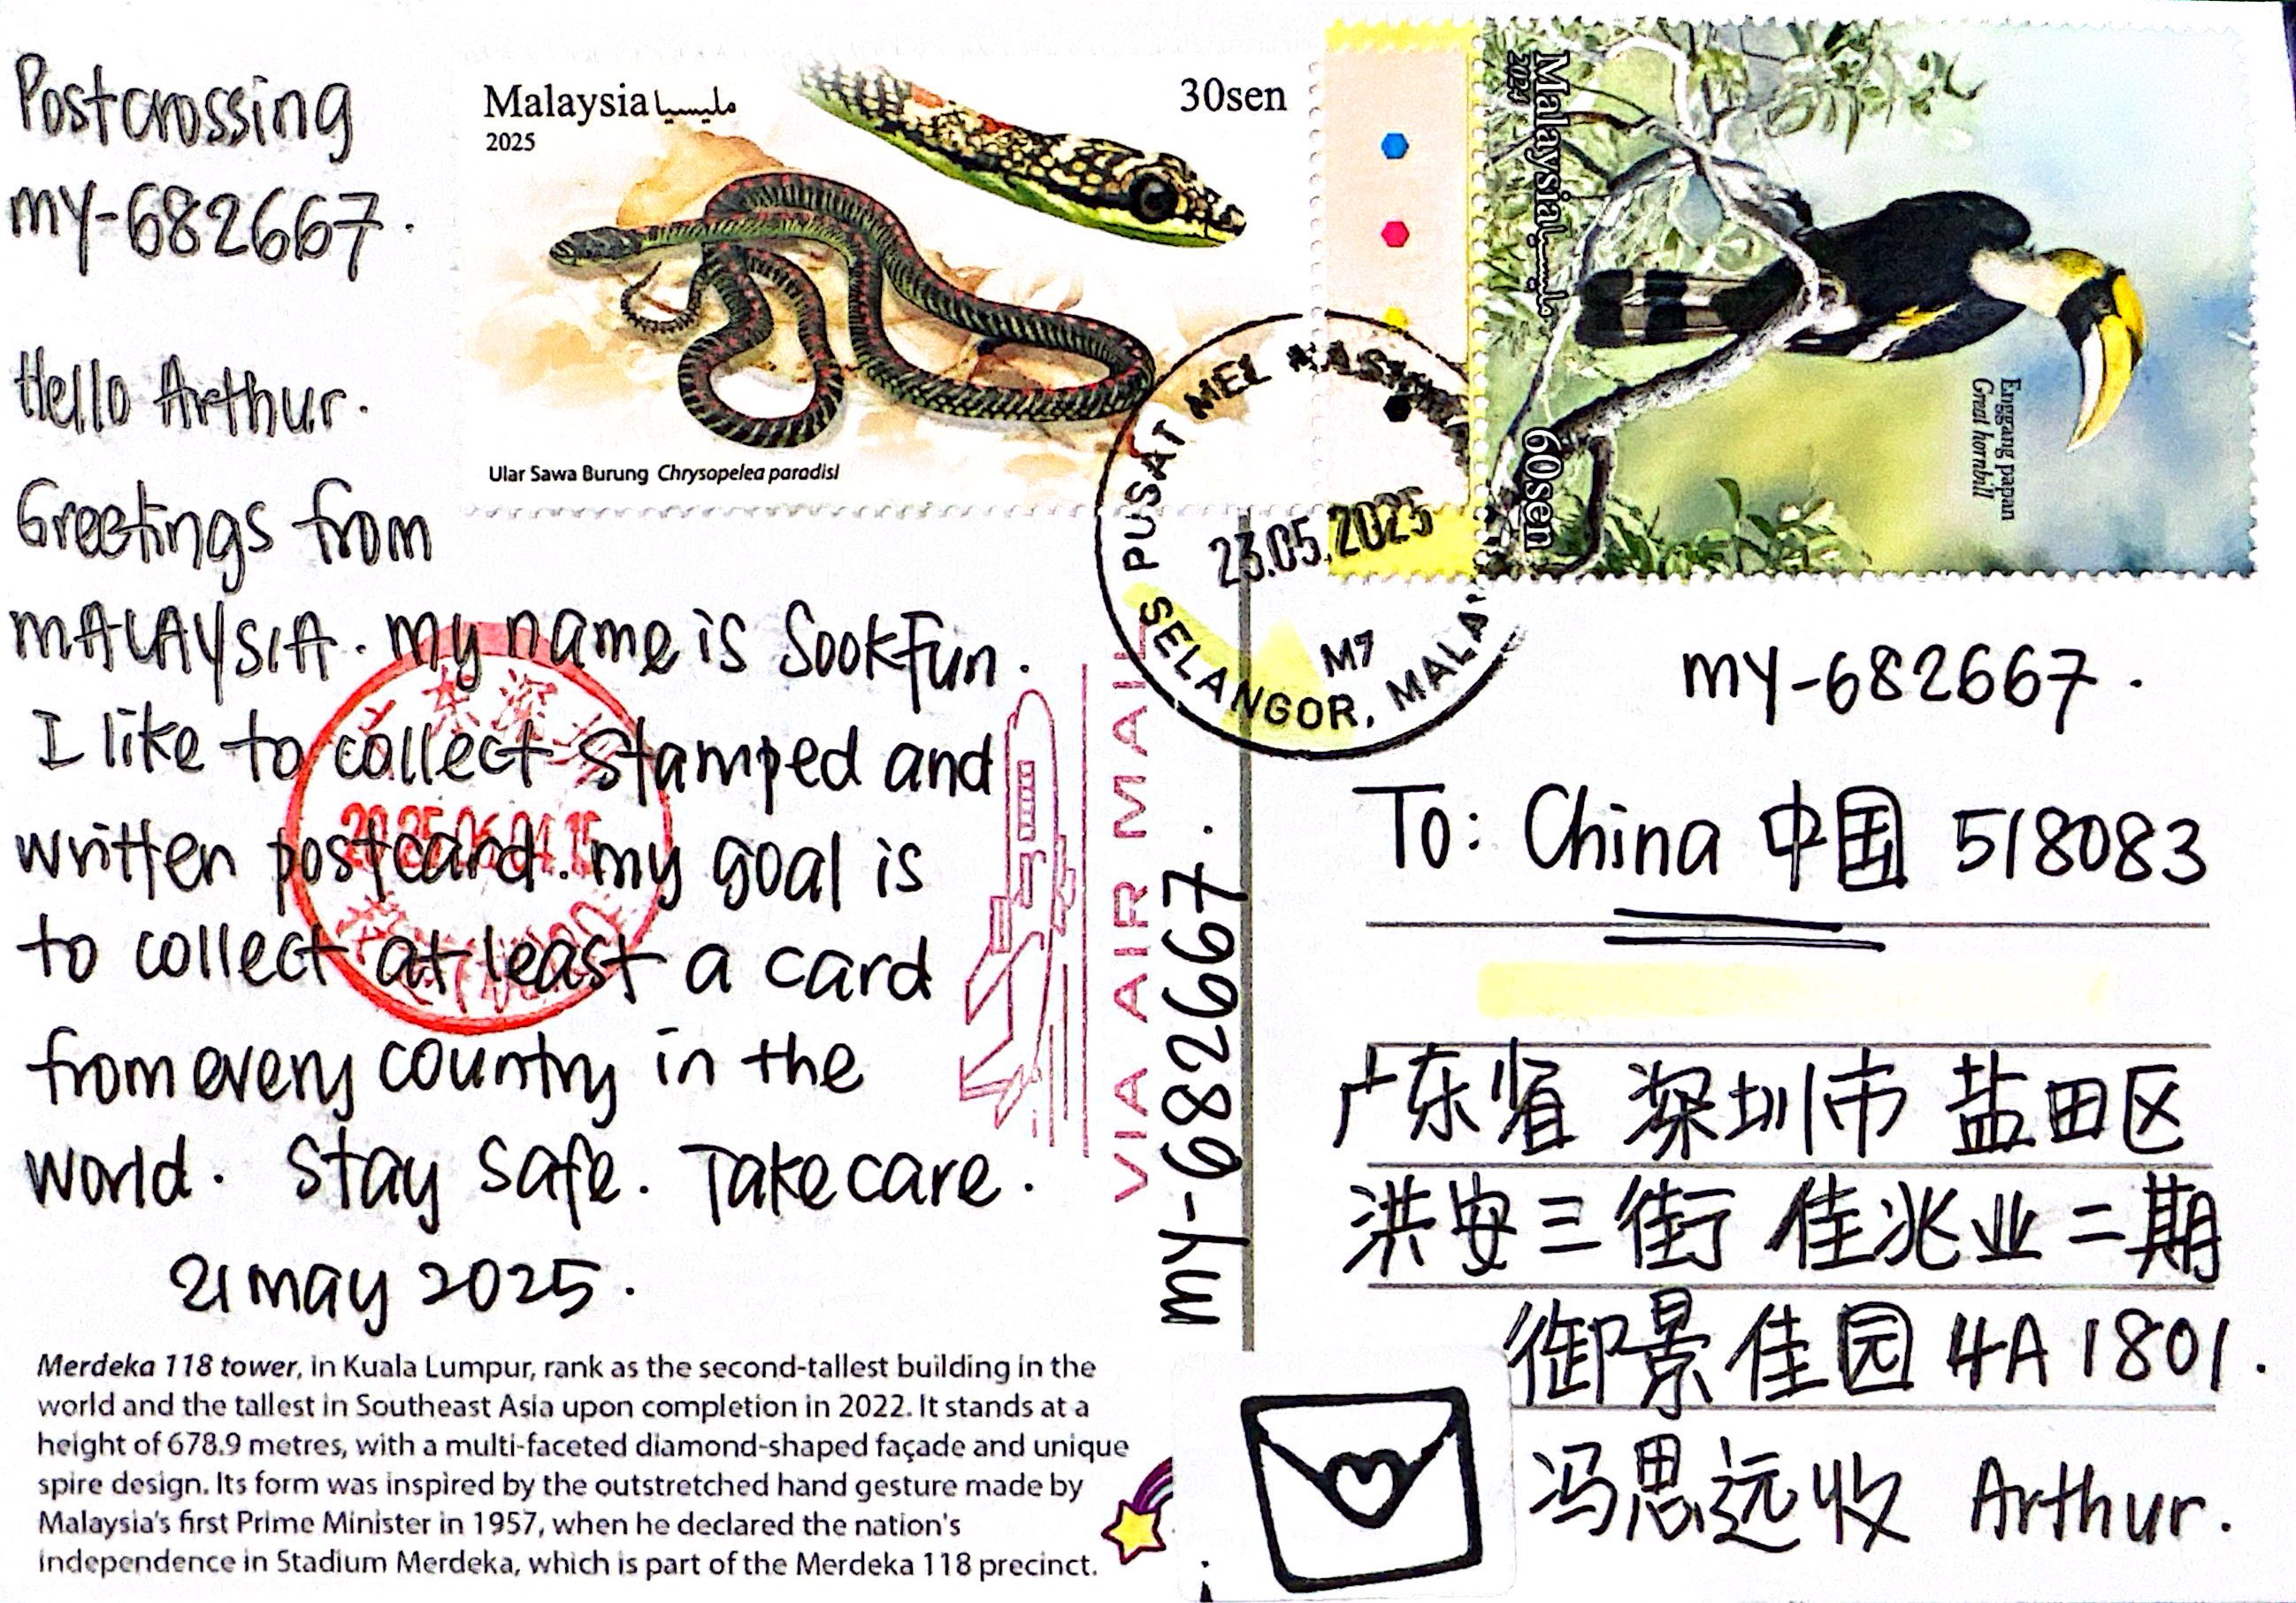 Postcrossing
MY-682667.
Hello Arthur.
Greetings from
MALAYSIA. My name is SookFun.
I like to collect stamped and
written postcard. My goal is
to collect at least a card
from every country in the
world. Stay safe. Take care.
21 May 2025.
Merdeka 118 tower, in Kuala Lumpur, rank as the second-tallest building in the
world and the tallest in Southeast Asia upon completion in 2022. It stands at a
height of 678.9 metres, with a multi-faceted diamond-shaped façade and unique
spire design. Its form was inspired by the outstretched hand gesture made by
Malaysia's first Prime Minister in 1957, when he declared the nation's
independence in Stadium Merdeka, which is part of the Merdeka 118 precinct.
Malaysia مليسيا
2025
30sen
Ular Sawa Burung Chrysopelea paradisi
Malaysia مليسيا
2024
60sen
Enggang papan
Great hornbill
PUSAT MEL
23.05.2025
M7
SELANGOR,
VIA AIR MAIL
MY-682667.
MY-682667.
To: China 中国 518083
广东省 深圳市 盐田区
洪安三街 佳兆业二期
御景佳园 4A 1801.
冯思远收 Arthur.